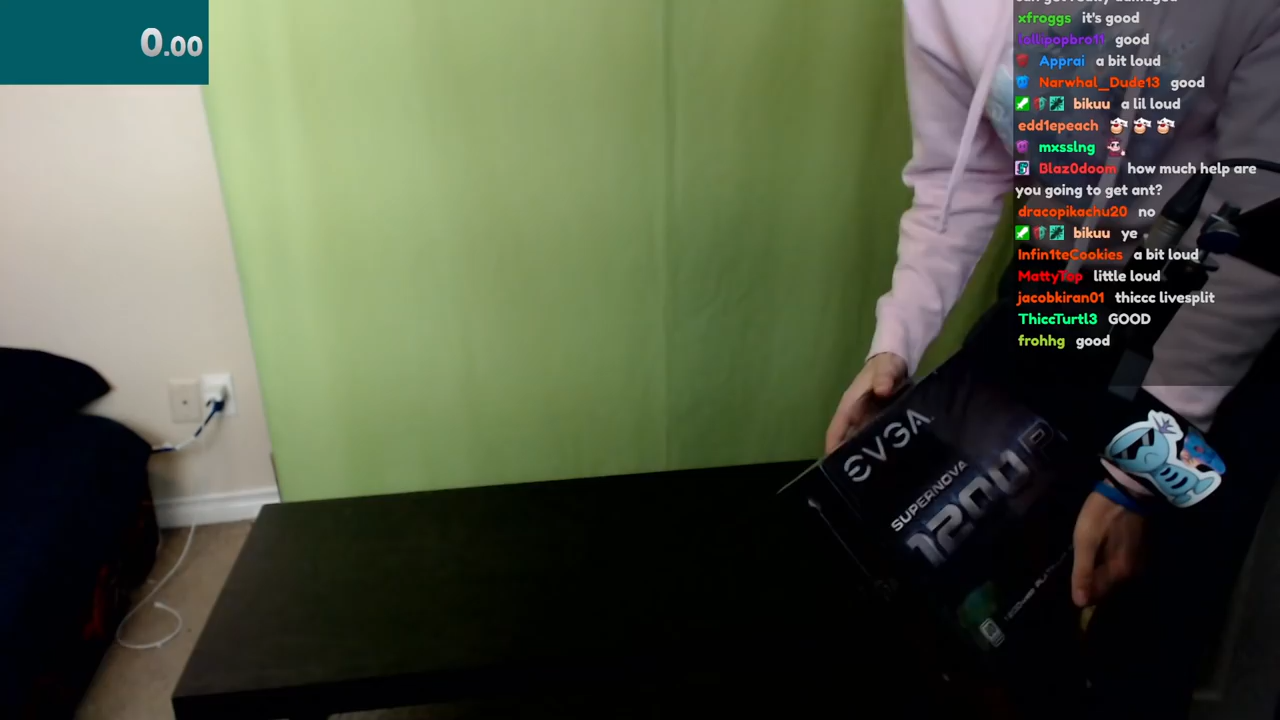 0.00
xfroggs it's good
lollipopbro11 good
Apprai a bit loud
Narwhal_Dude13 good
bikuu a lil loud
edd1epeach
mxsslng
Blaz0doom how much help are
you going to get ant?
dracopikachu20 no
bikuu ye
Infin1teCookies a bit loud
MattyTop little loud
jacobkiran01 thiccc livesplit
ThiccTurtl3 GOOD
frohhg good
EVGA
SUPERNOVA
1200 P